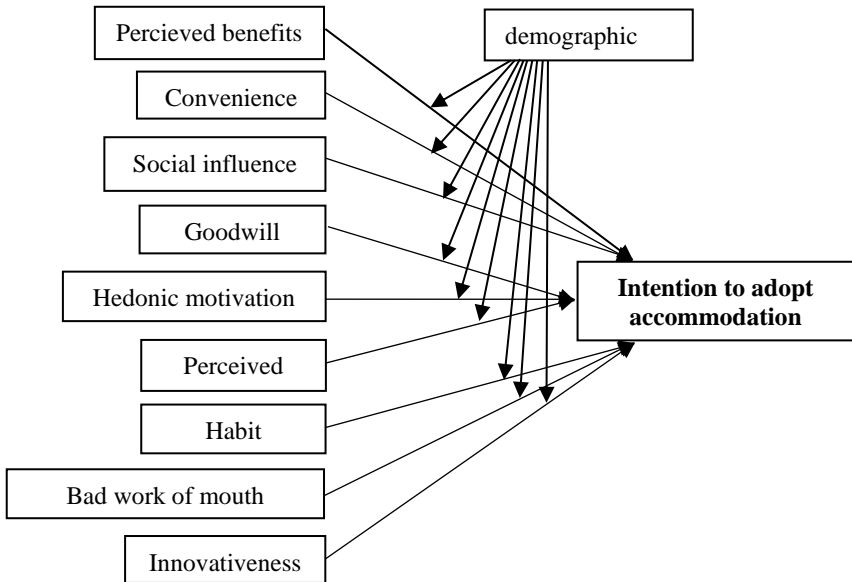 Percieved benefits
demographic
Convenience
Social influence
Goodwill
Hedonic motivation
Intention to adopt
accommodation
Perceived
Habit
Bad work of mouth
Innovativeness